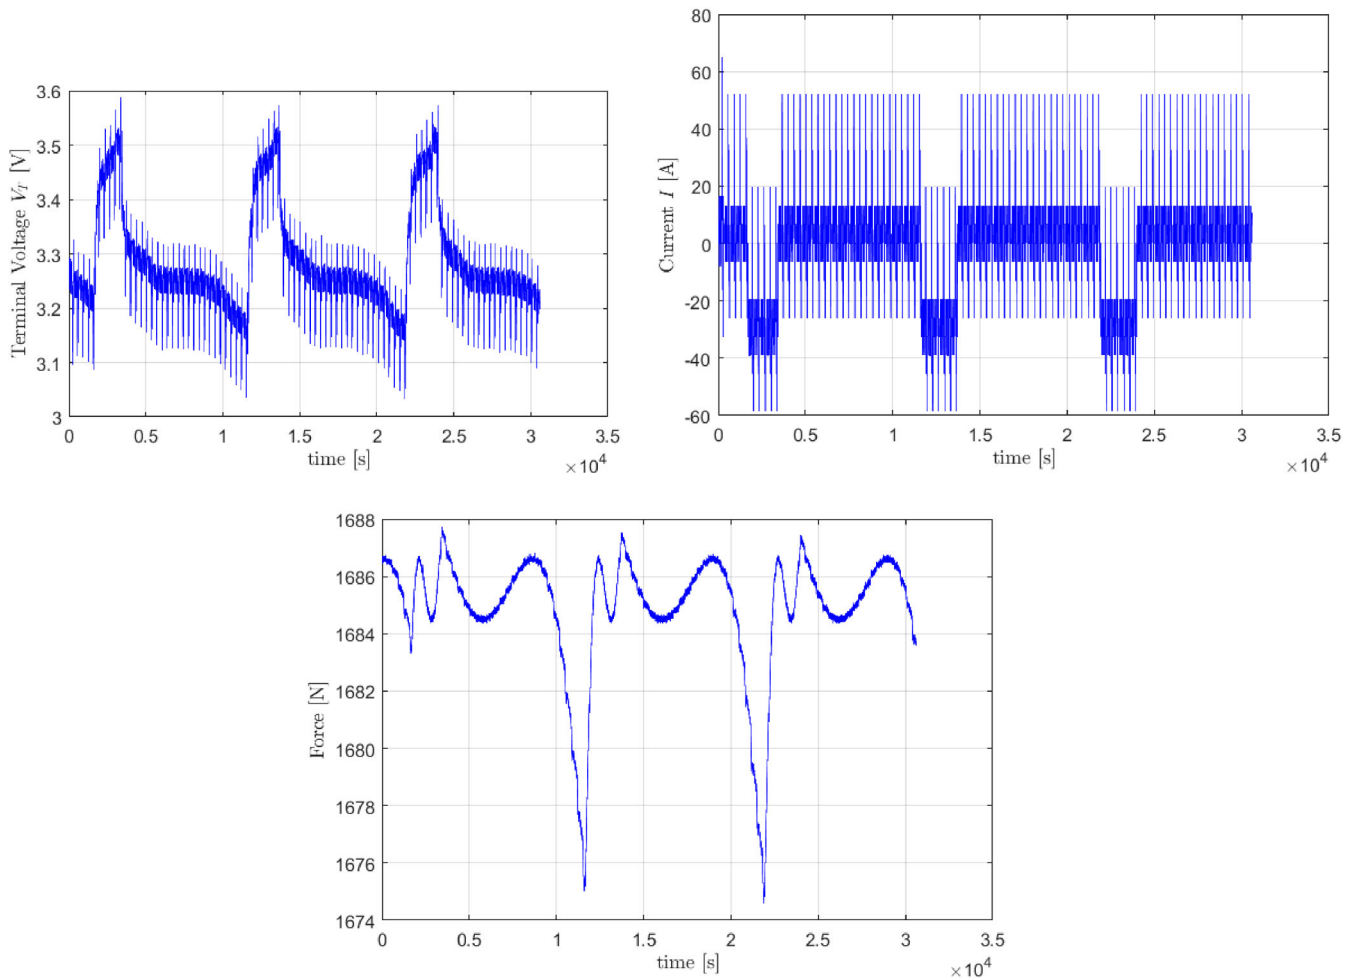 3.6
3.5
3.4
3.3
3.2
3.1
3
Terminal Voltage V_T [V]
0 0.5 1 1.5 2 2.5 3 3.5
time [s]
×10^4
80
60
40
20
0
-20
-40
-60
Current I [A]
0 0.5 1 1.5 2 2.5 3 3.5
time [s]
×10^4
1688
1686
1684
1682
1680
1678
1676
1674
Force [N]
0 0.5 1 1.5 2 2.5 3 3.5
time [s]
×10^4